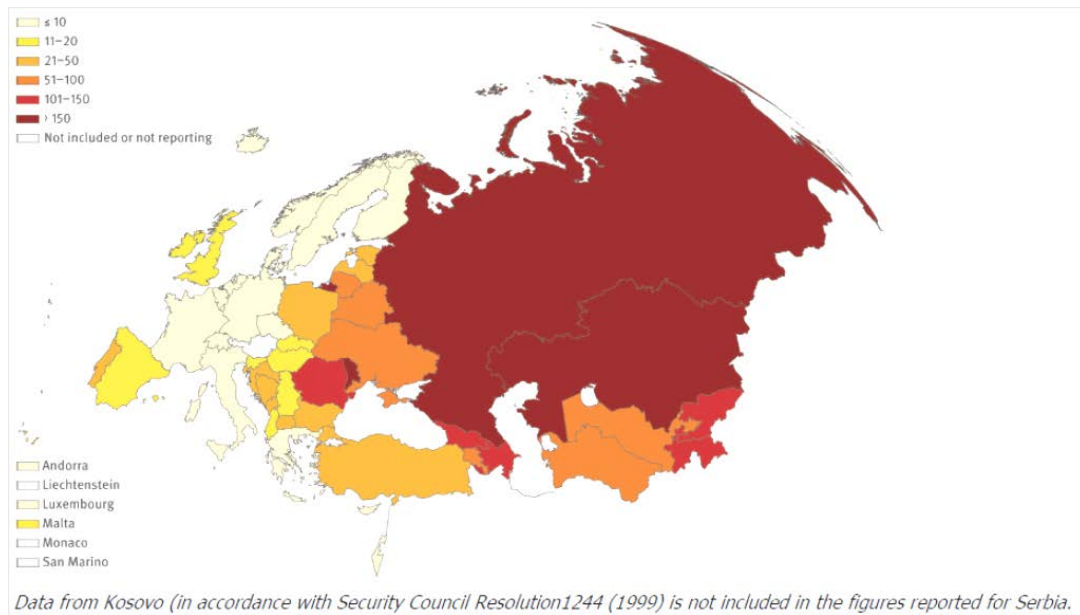 ≤ 10
11–20
21–50
51–100
101–150
› 150
Not included or not reporting
Andorra
Liechtenstein
Luxembourg
Malta
Monaco
San Marino
Data from Kosovo (in accordance with Security Council Resolution1244 (1999) is not included in the figures reported for Serbia.